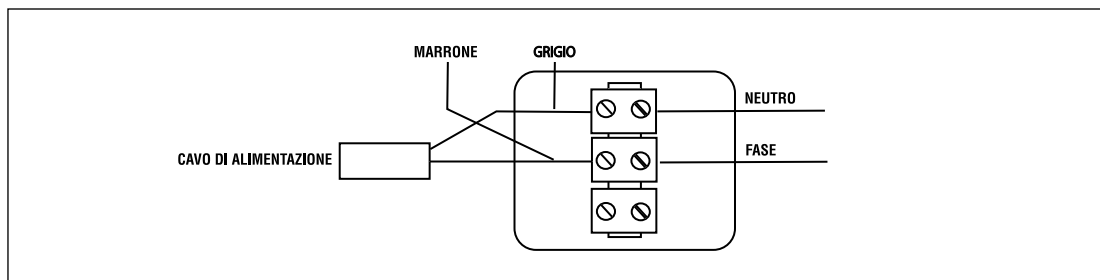 MARRONE
GRIGIO
NEUTRO
CAVO DI ALIMENTAZIONE
FASE